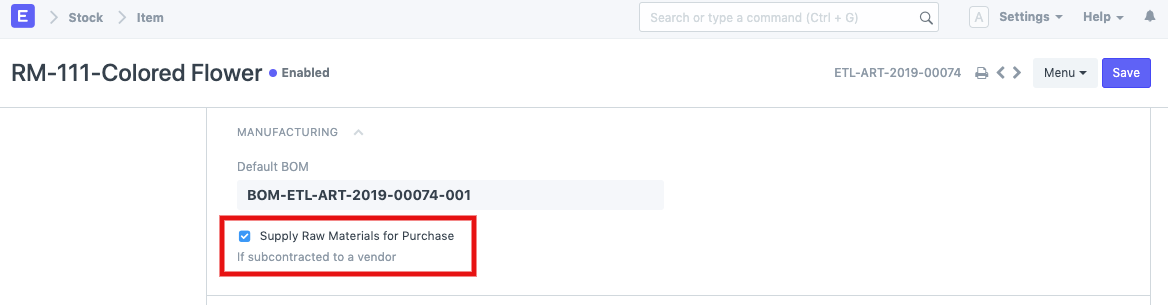 E Stock Item Search or type a command (Ctrl + G) A Settings Help
RM-111-Colored Flower Enabled ETL-ART-2019-00074 Menu Save
MANUFACTURING
Default BOM
BOM-ETL-ART-2019-00074-001
Supply Raw Materials for Purchase
If subcontracted to a vendor